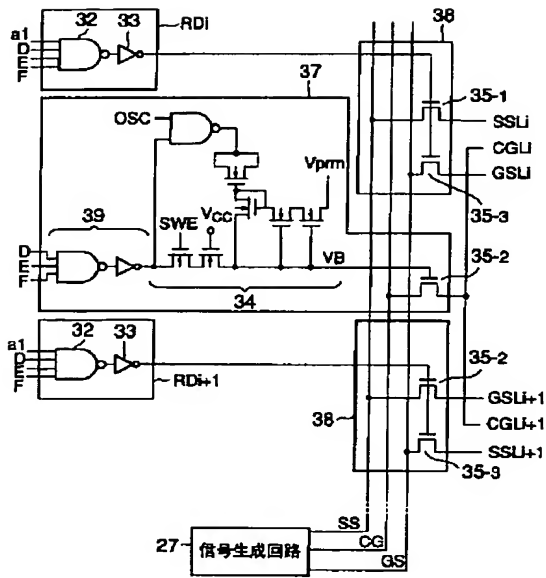 32
33
RDi
a1
D
E
F
38
37
35-1
SSLi
CGLi
GSLi
35-3
OSC
Vprm
VCC
SWE
39
D
E
F
34
VB
35-2
a1
D
E
F
32
33
RDi+1
35-2
GSLi+1
38
CGLi+1
SSLi+1
35-3
SS
CG
GS
27
信号生成回路